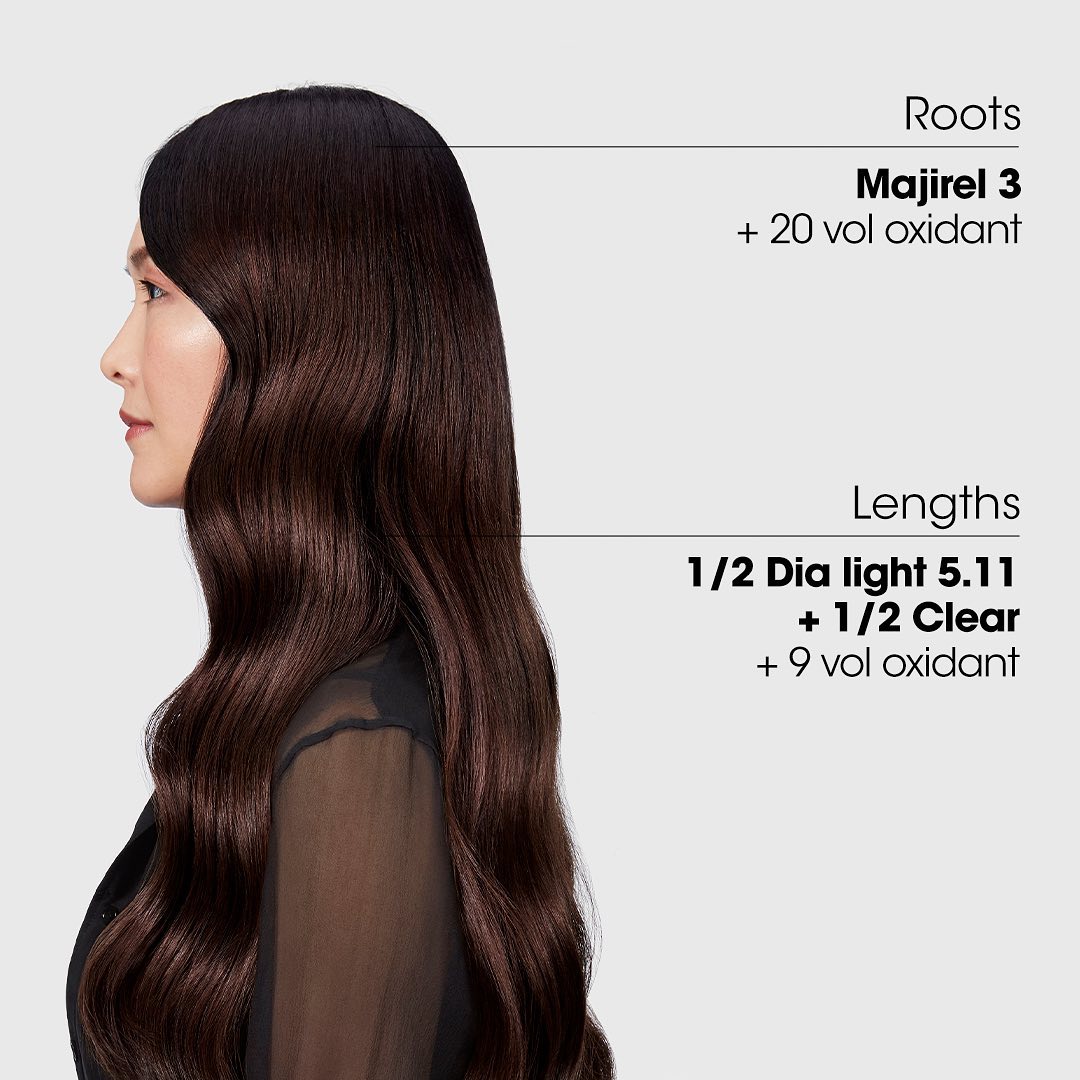 Roots
Majirel 3
+ 20 vol oxidant
Lengths
1/2 Dia light 5.11
+ 1/2 Clear
+ 9 vol oxidant